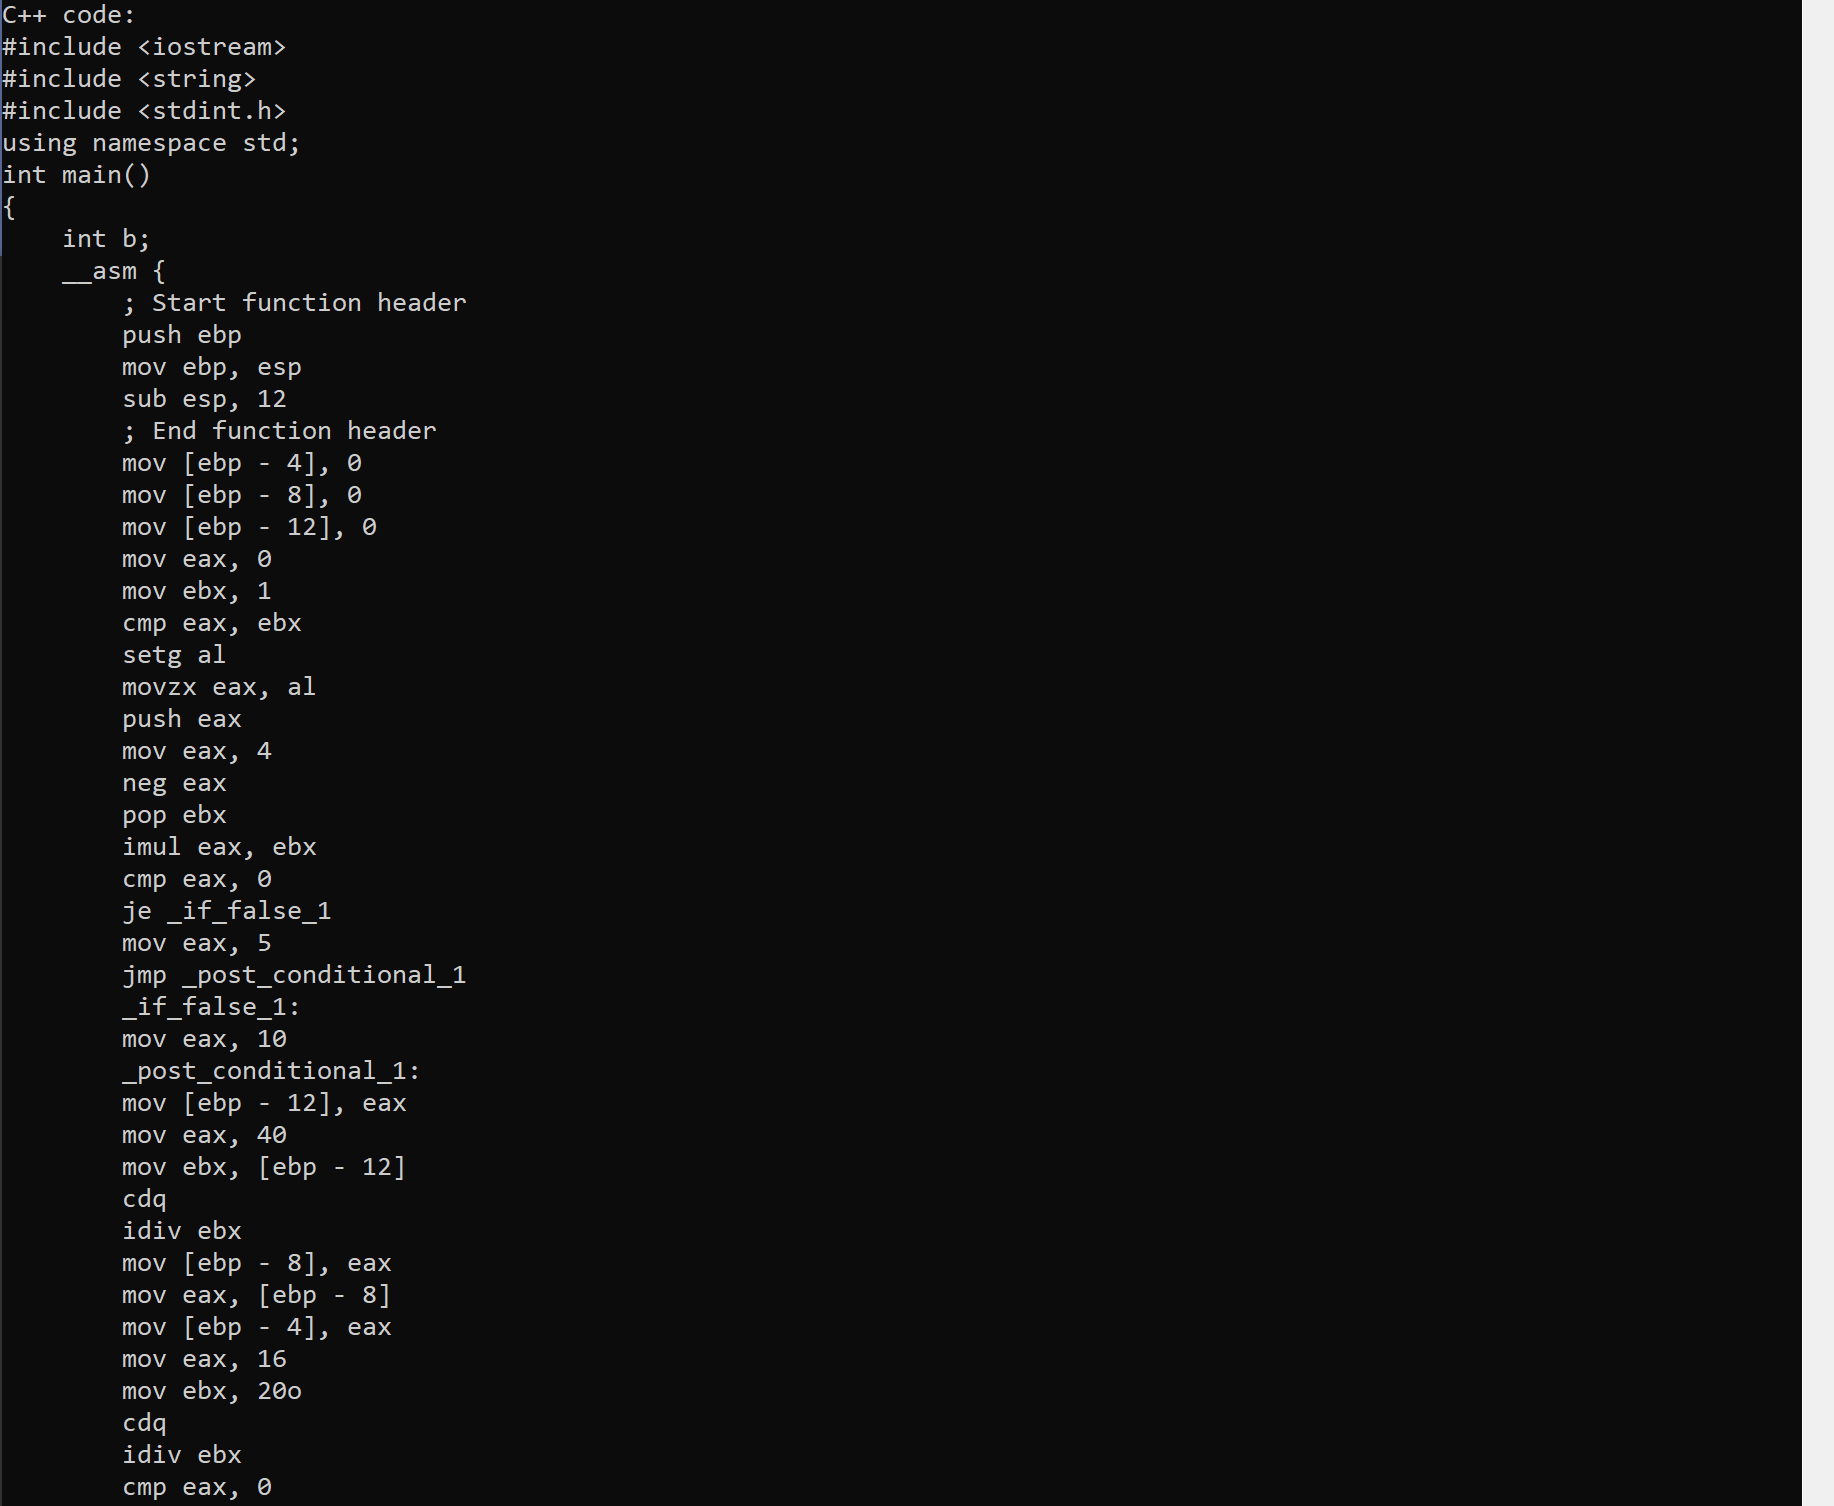 C++ code:
#include <iostream>
#include <string>
#include <stdint.h>
using namespace std;
int main()
{
    int b;
    __asm {
        ; Start function header
        push ebp
        mov ebp, esp
        sub esp, 12
        ; End function header
        mov [ebp - 4], 0
        mov [ebp - 8], 0
        mov [ebp - 12], 0
        mov eax, 0
        mov ebx, 1
        cmp eax, ebx
        setg al
        movzx eax, al
        push eax
        mov eax, 4
        neg eax
        pop ebx
        imul eax, ebx
        cmp eax, 0
        je _if_false_1
        mov eax, 5
        jmp _post_conditional_1
        _if_false_1:
        mov eax, 10
        _post_conditional_1:
        mov [ebp - 12], eax
        mov eax, 40
        mov ebx, [ebp - 12]
        cdq
        idiv ebx
        mov [ebp - 8], eax
        mov eax, [ebp - 8]
        mov [ebp - 4], eax
        mov eax, 16
        mov ebx, 20o
        cdq
        idiv ebx
        cmp eax, 0